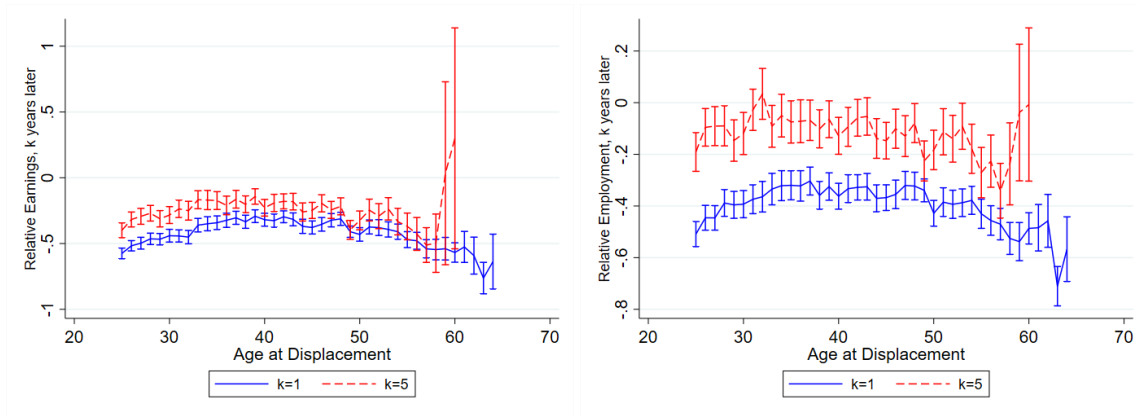 Relative Earnings, k years later
1
.5
0
-.5
-1
20 30 40 50 60 70
Age at Displacement
k=1 k=5
Relative Employment, k years later
.2
0
-.2
-.4
-.6
-.8
20 30 40 50 60 70
Age at Displacement
k=1 k=5